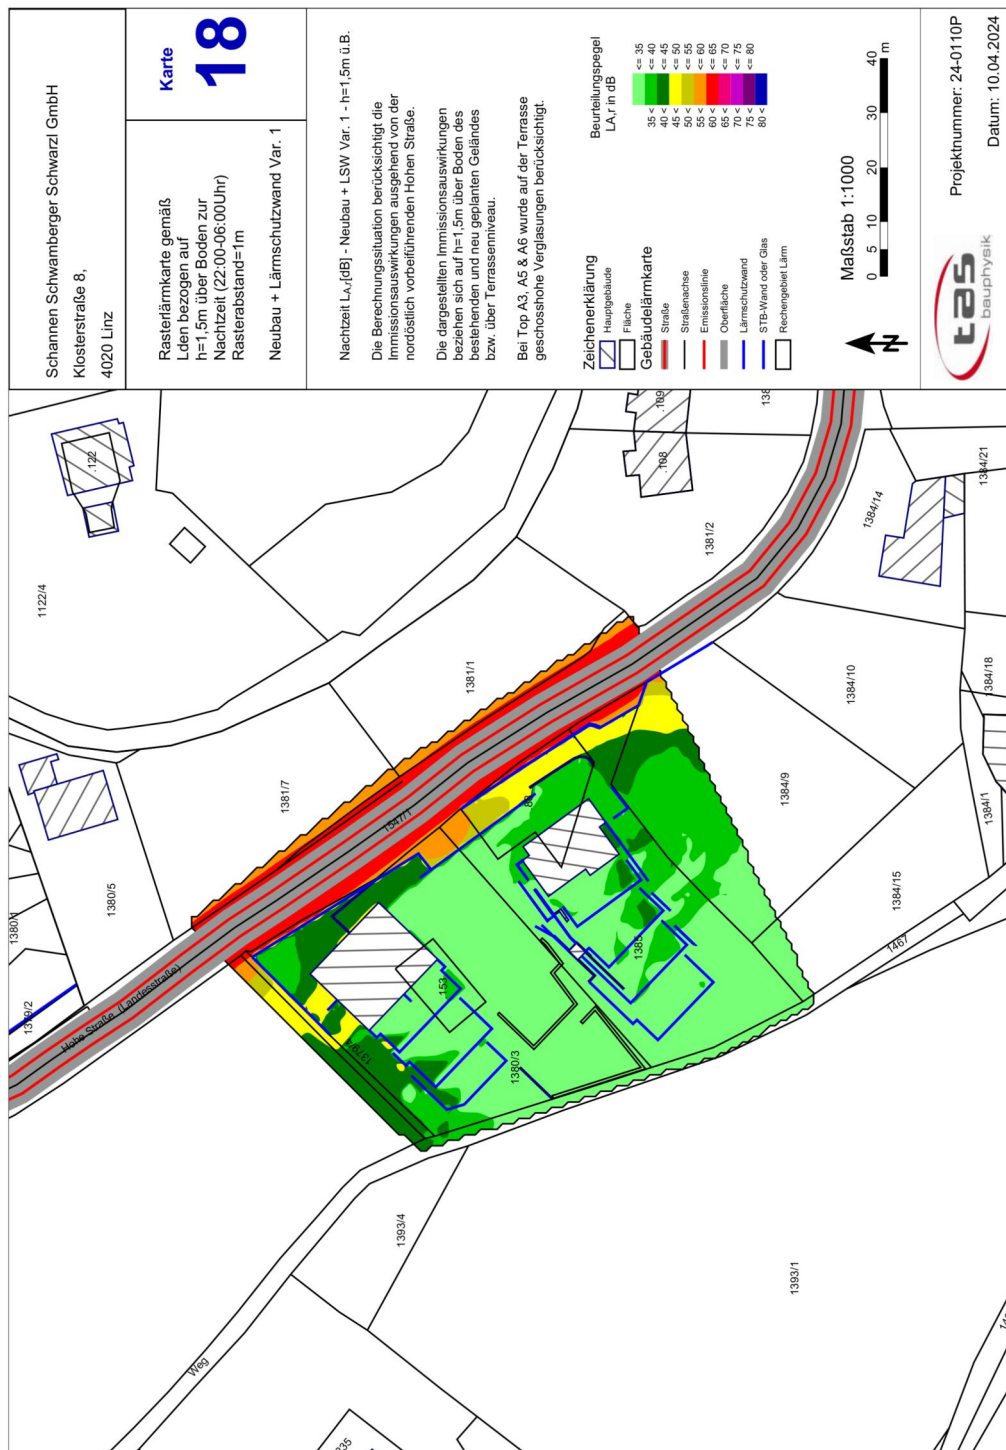 Schannen Schwamberger Schwarzl GmbH
Klosterstraße 8,
4020 Linz
Rasterlärmkarte gemäß
Lden bezogen auf
h=1,5m über Boden zur
Nachtzeit (22:00-06:00Uhr)
Rasterabstand=1m
Neubau + Lärmschutzwand Var. 1
Karte
18
Nachtzeit LA,r[dB] - Neubau + LSW Var. 1 - h=1,5m ü.B.
Die Berechnungssituation berücksichtigt die
Immissionsauswirkungen ausgehend von der
nordöstlich vorbeiführenden Hohen Straße.
Die dargestellten Immissionsauswirkungen
beziehen sich auf h=1,5m über Boden des
bestehenden und neu geplanten Geländes
bzw. über Terrassenniveau.
Bei Top A3, A5 & A6 wurde auf der Terrasse
geschosshohe Verglasungen berücksichtigt.
Zeichenerklärung
Hauptgebäude
Fläche
Gebäudelärmkarte
Straße
Straßenachse
Emissionslinie
Oberfläche
Lärmschutzwand
STB-Wand oder Glas
Rechengebiet Lärm
Beurteilungspegel
LA,r in dB
<= 35
35 < <= 40
40 < <= 45
45 < <= 50
50 < <= 55
55 < <= 60
60 < <= 65
65 < <= 70
70 < <= 75
75 < <= 80
80 <
Maßstab 1:1000
0 5 10 20 30 40
m
N
tas
bauphysik
Projektnummer: 24-0110P
Datum: 10.04.2024
1122/4
.122
1380/1
1380/5
1379/2
1381/7
1381/1
1381/2
.108
.109
Hohe Straße (Landesstraße)
1547/1
1379/4
.153
1380/3
1385
1384/9
1384/10
1384/14
1384/21
1384/18
1384/1
1384/15
1467
1393/4
1393/1
Weg